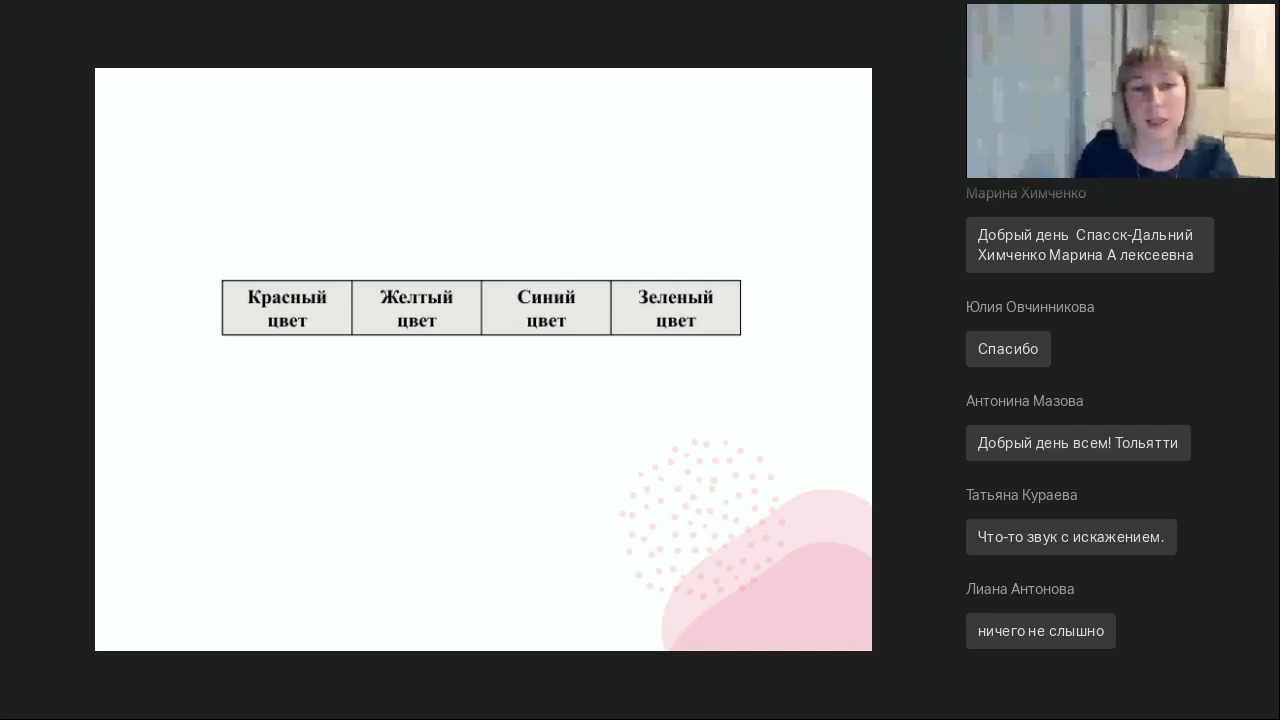 Красный Желтый Синий Зеленый
цвет цвет цвет цвет
Марина Химченко
Добрый день  Спасск-Дальний
Химченко Марина А лексеевна
Юлия Овчинникова
Спасибо
Антонина Мазова
Добрый день всем! Тольятти
Татьяна Кураева
Что-то звук с искажением.
Лиана Антонова
ничего не слышно